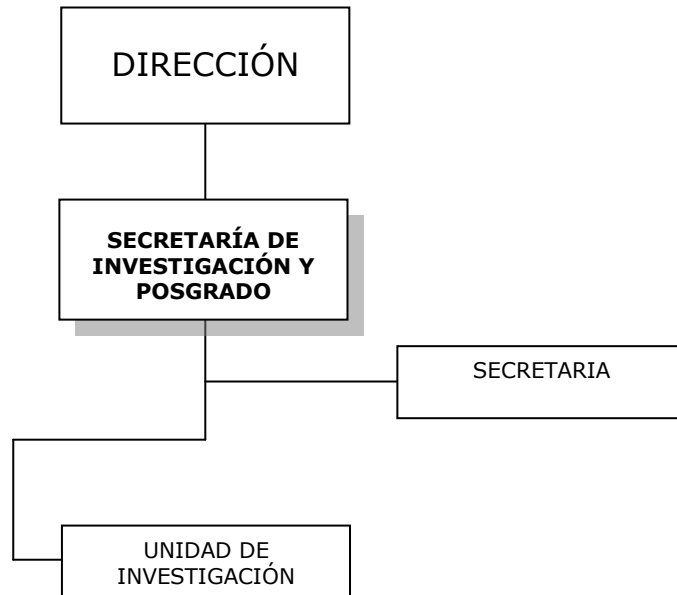 DIRECCIÓN
SECRETARÍA DE
INVESTIGACIÓN Y
POSGRADO
SECRETARIA
UNIDAD DE
INVESTIGACIÓN